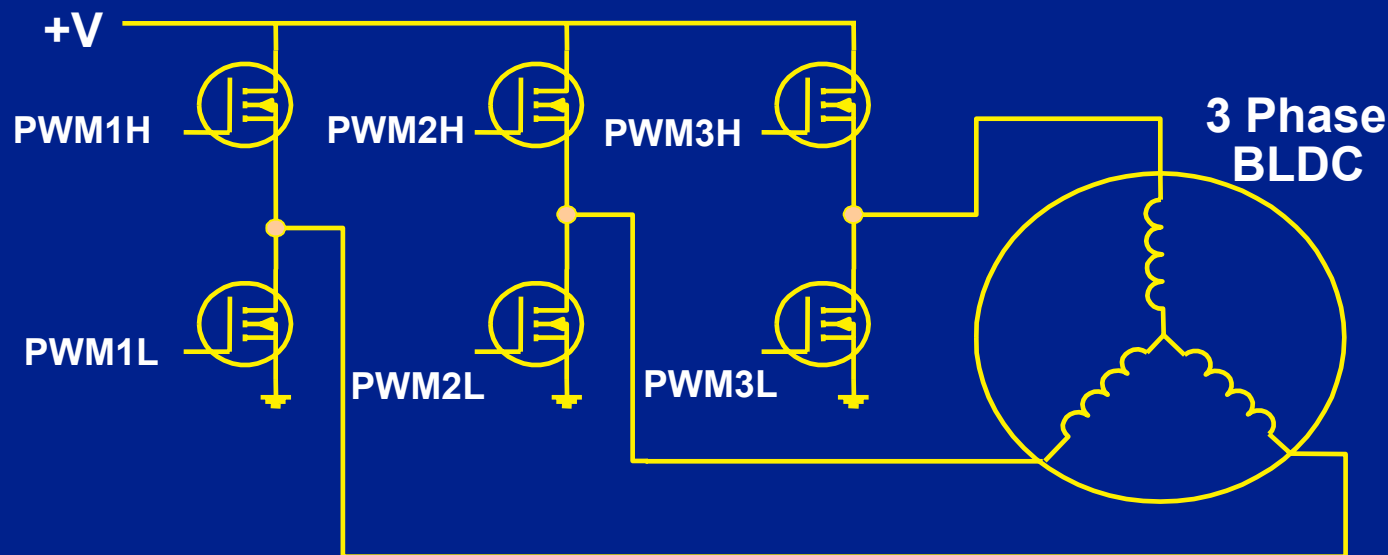 +V
PWM1H
PWM2H
PWM3H
3 Phase
BLDC
PWM1L
PWM2L
PWM3L